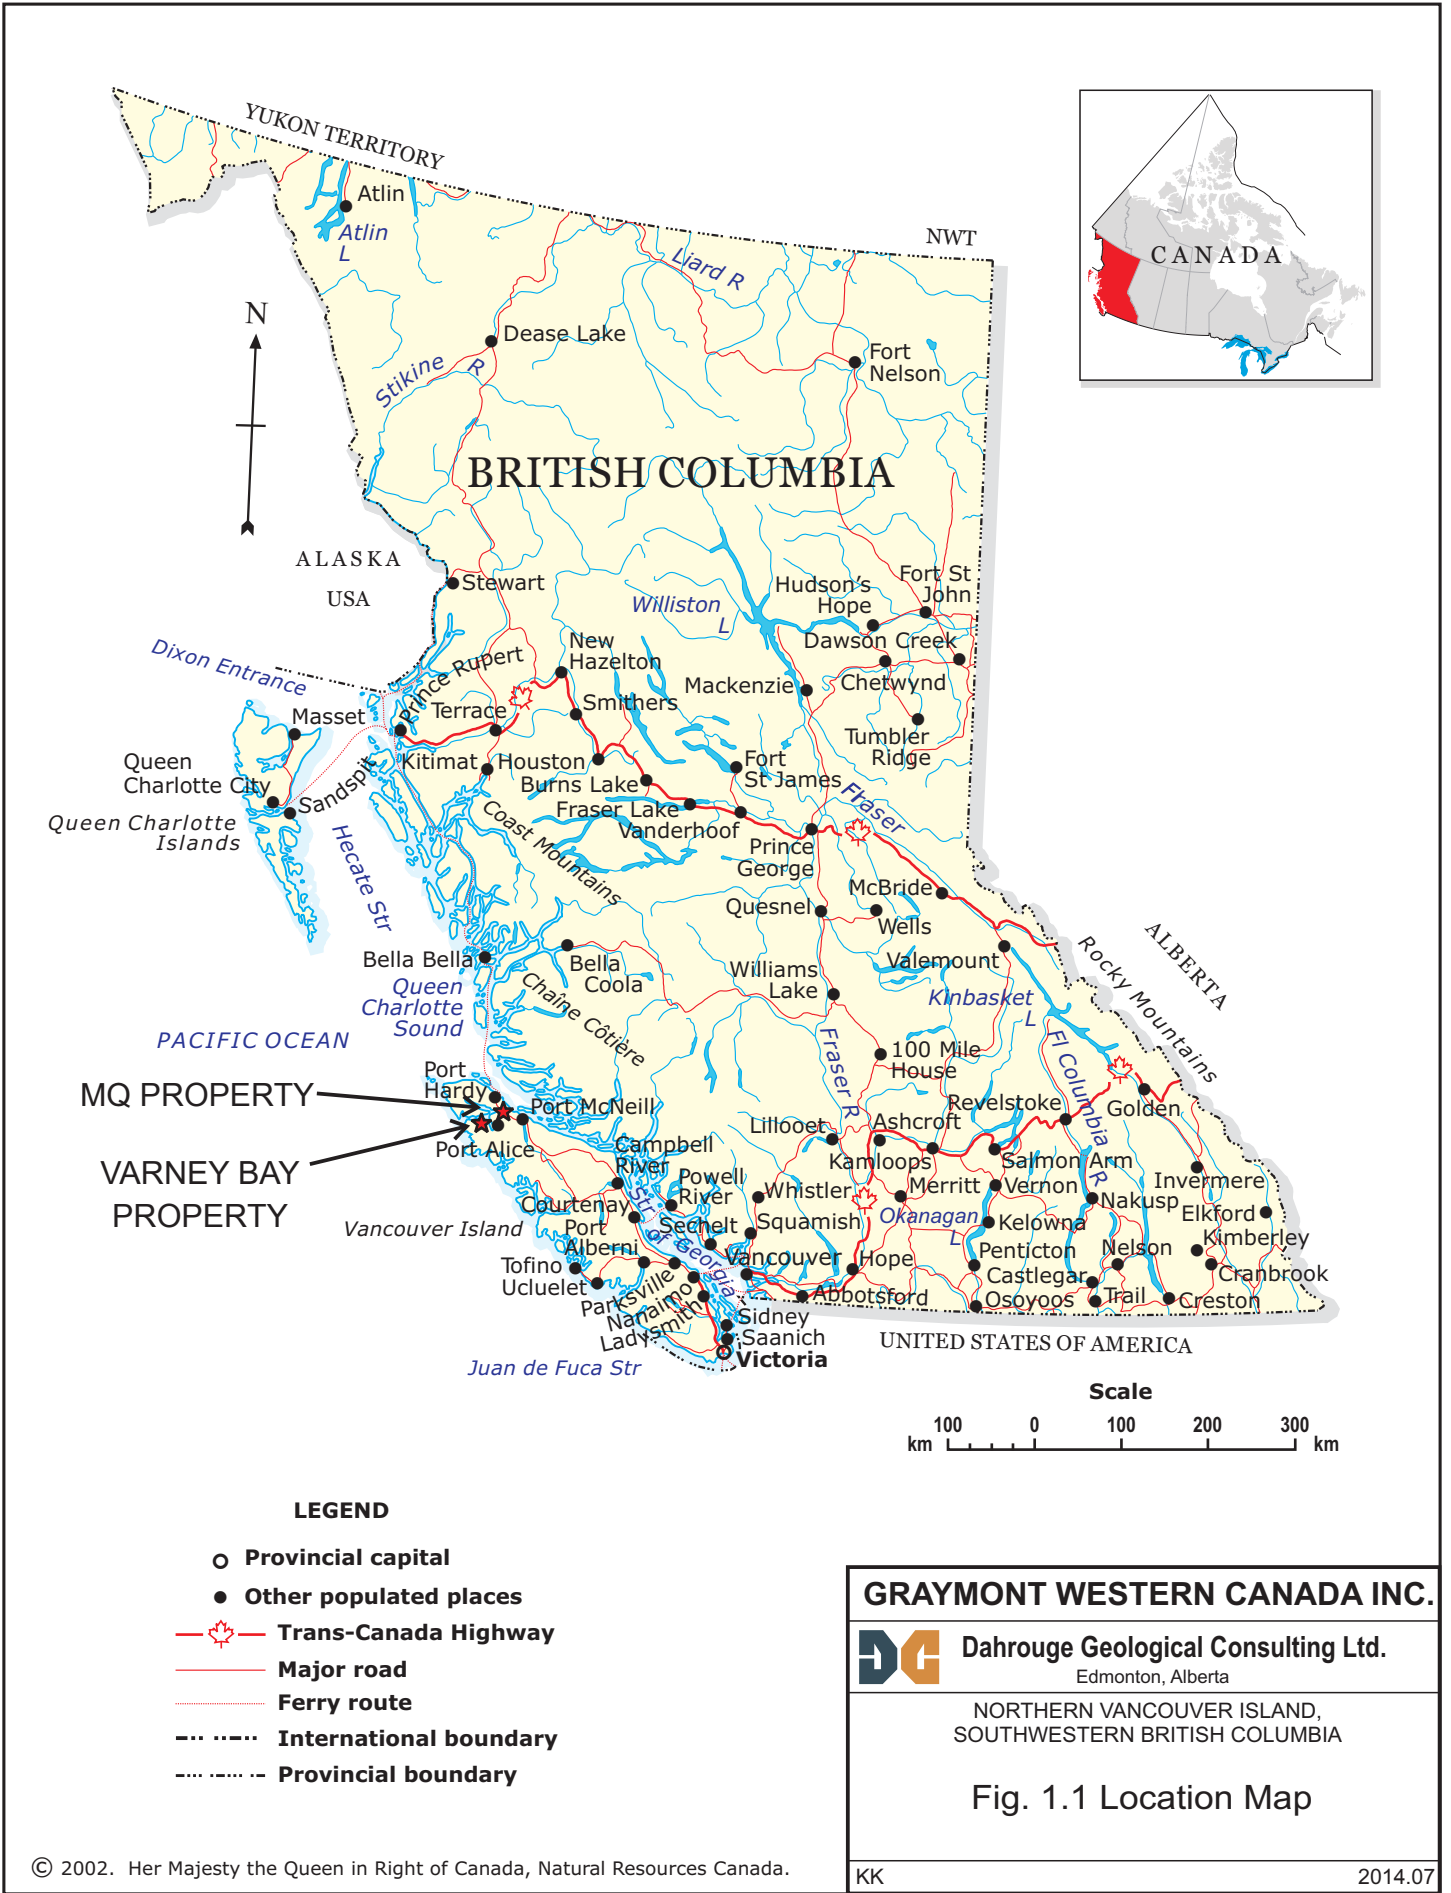 YUKON TERRITORY
NWT
CANADA
Atlin
Atlin
L
Liard R
N
Dease Lake
Stikine
R
Fort
Nelson
BRITISH COLUMBIA
ALASKA
USA
Stewart
Williston
L
Hudson's
Hope
Fort St
John
Dawson Creek
Chetwynd
Dixon Entrance
Prince Rupert
New
Hazelton
Mackenzie
Smithers
Terrace
Masset
Tumbler
Ridge
Queen
Charlotte City
Sandspit
Kitimat
Houston
Burns Lake
Fort
St James
Fraser Lake
Vanderhoof
Fraser
Queen Charlotte
Islands
Hecate Str
Coast Mountains
Prince
George
McBride
Quesnel
Wells
Valemount
ALBERTA
Rocky Mountains
Bella Bella
Bella
Coola
Williams
Lake
Kinbasket
L
Queen
Charlotte
Sound
Chaîne Côtière
PACIFIC OCEAN
Fraser R
100 Mile
House
Fl Columbia
R
Port
Hardy
MQ PROPERTY
Port McNeill
Revelstoke
Golden
Port Alice
VARNEY BAY
PROPERTY
Lillooet
Ashcroft
Kamloops
Salmon Arm
Campbell
River
Powell
River
Whistler
Merritt
Vernon
Invermere
Nakusp
Elkford
Vancouver Island
Courtenay
Str
of Georgia
Sechelt
Squamish
Okanagan
L
Kelowna
Kimberley
Port
Alberni
Vancouver
Hope
Penticton
Nelson
Cranbrook
Tofino
Ucluelet
Castlegar
Parksville
Nanaimo
Ladysmith
Abbotsford
Osoyoos
Trail
Creston
Sidney
Saanich
Victoria
Juan de Fuca Str
UNITED STATES OF AMERICA
Scale
100 0 100 200 300
km km
LEGEND
Provincial capital
Other populated places
Trans-Canada Highway
Major road
Ferry route
International boundary
Provincial boundary
GRAYMONT WESTERN CANADA INC.
DG
Dahrouge Geological Consulting Ltd.
Edmonton, Alberta
NORTHERN VANCOUVER ISLAND,
SOUTHWESTERN BRITISH COLUMBIA
Fig. 1.1 Location Map
© 2002. Her Majesty the Queen in Right of Canada, Natural Resources Canada.
KK 2014.07